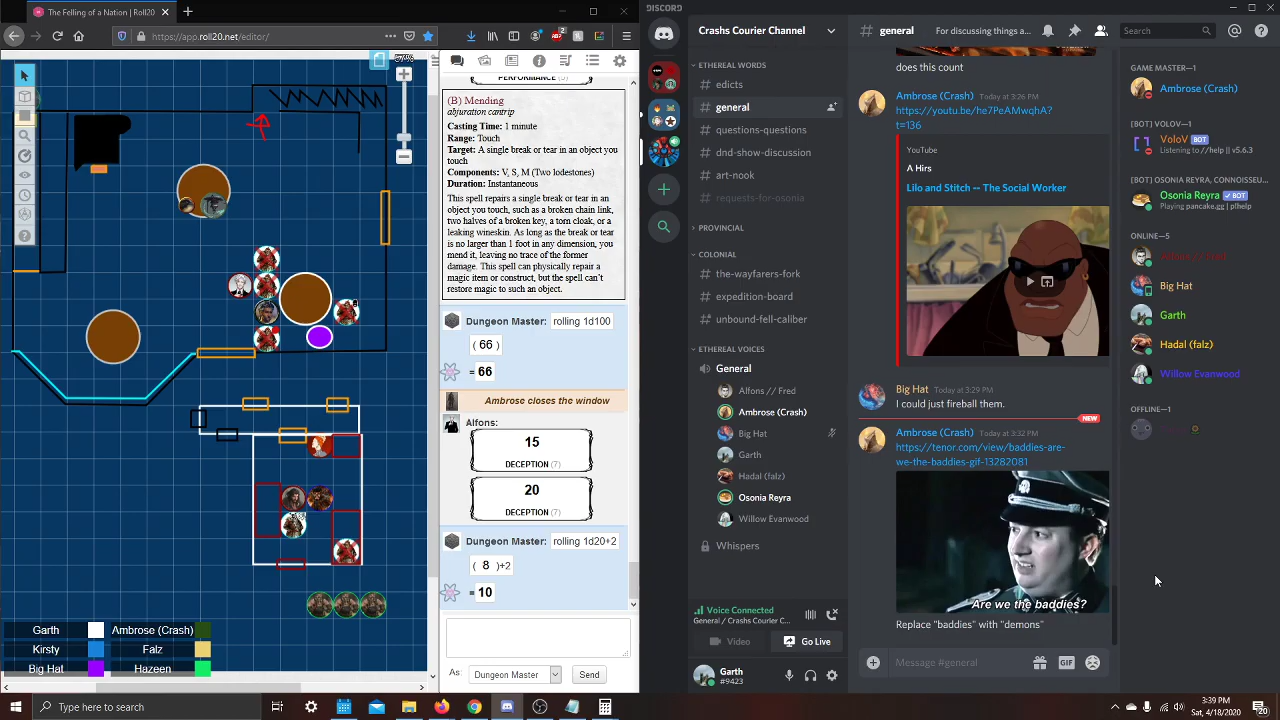 The Felling of a Nation | Roll20
https://app.roll20.net/editor/
(B) Mending
abjuration cantrip
Casting Time: 1 minute
Range: Touch
Target: A single break or tear in an object you
touch
Components: V, S, M (Two lodestones)
Duration: Instantaneous
This spell repairs a single break or tear in an
object you touch, such as a broken chain link,
two halves of a broken key, a torn cloak, or a
leaking wineskin. As long as the break or tear
is no larger than 1 foot in any dimension, you
mend it, leaving no trace of the former
damage. This spell can physically repair a
magic item or construct, but the spell can't
restore magic to such an object.
Dungeon Master: rolling 1d100
( 66 )
= 66
Ambrose closes the window
Alfons:
15
DECEPTION (7)
20
DECEPTION (7)
Dungeon Master: rolling 1d20+2
( 8 )+2
= 10
As: Dungeon Master Send
Garth Ambrose (Crash)
Kirsty Falz
Big Hat Hazeen
DISCORD
Crashs Courier Channel
ETHEREAL WORDS
# edicts
# general
# questions-questions
# dnd-show-discussion
# art-nook
# requests-for-osonia
PROVINCIAL
COLONIAL
# the-wayfarers-fork
# expedition-board
# unbound-fell-caliber
ETHEREAL VOICES
General
Alfons // Fred
Ambrose (Crash)
Big Hat
Garth
Hadal (falz)
Osonia Reyra
Willow Evanwood
Whispers
Voice Connected
General / Crashs Courier C...
Video Go Live
Garth
#9423
# general For discussing things a... Search
does this count
Ambrose (Crash) Today at 3:26 PM
https://youtu.be/he7PeAMwqhA?
t=136
YouTube
A Hirs
Lilo and Stitch -- The Social Worker
Big Hat Today at 3:29 PM
I could just fireball them.
NEW
Ambrose (Crash) Today at 3:32 PM
https://tenor.com/view/baddies-are-
we-the-baddies-gif-13282081
Are we the baddies?
Replace "baddies" with "demons"
Message #general
GIF
GAME MASTER—1
Ambrose (Crash)
[BOT] VOLOV—1
VoloV BOT
Listening to //help || v5.6.3
[BOT] OSONIA REYRA, CONNOISSEU...
Osonia Reyra BOT
Playing pancake.gg | p!help
ONLINE—5
Alfons // Fred
Big Hat
Garth
Hadal (falz)
Willow Evanwood
OFFLINE—1
Type here to search
3:39 PM
Sat, 4/18/2020